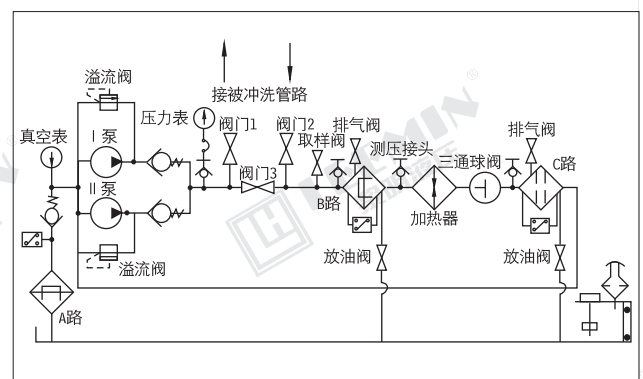 溢流阀
接被冲洗管路
真空表
I 泵
压力表
阀门1
阀门2
取样阀
排气阀
测压接头
三通球阀
排气阀
C路
阀门3
II 泵
B路
加热器
溢流阀
放油阀
放油阀
A路